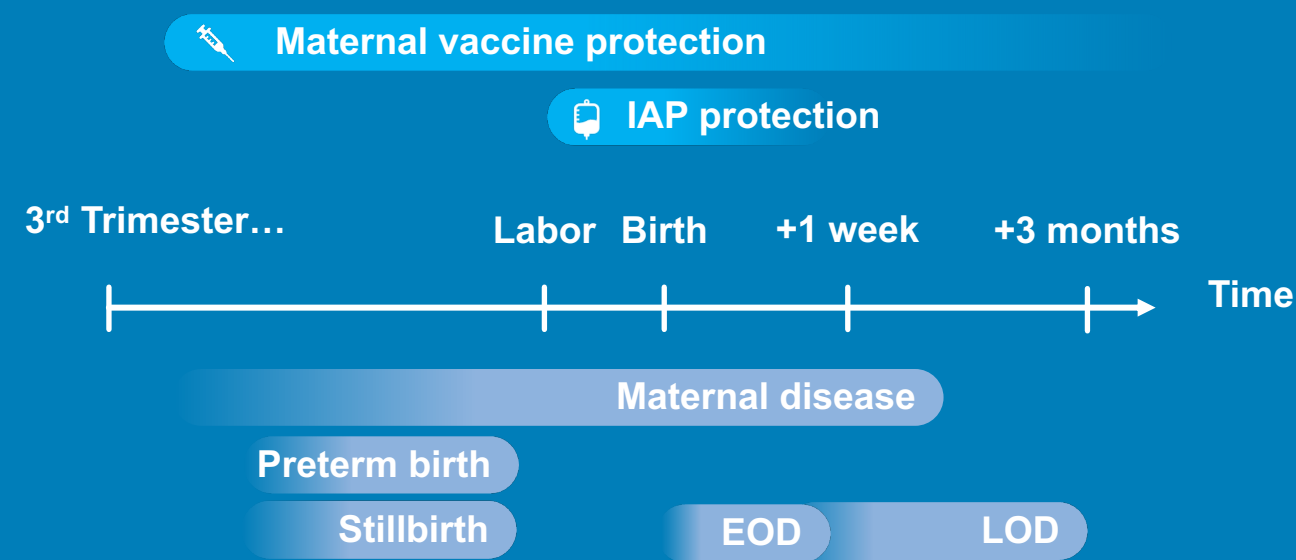 Maternal vaccine protection
IAP protection
3rd Trimester…
Labor Birth +1 week +3 months
Time
Maternal disease
Preterm birth
Stillbirth EOD LOD